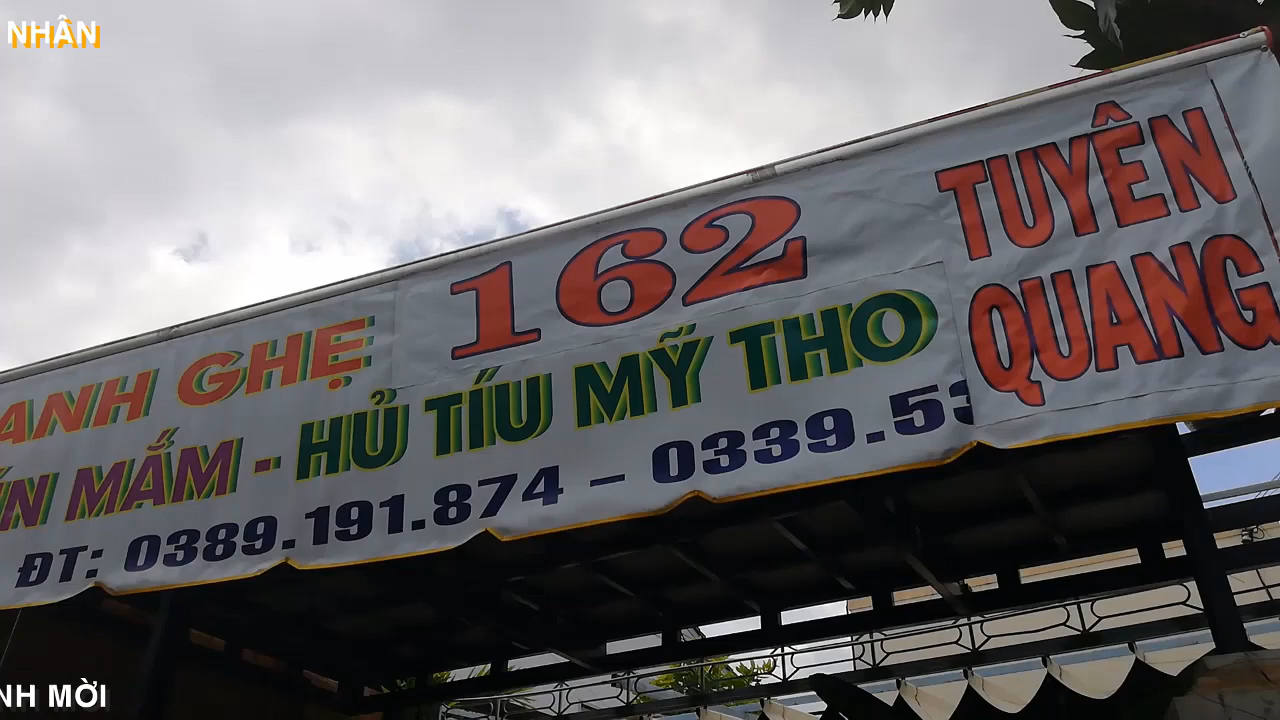 NHÂN
162
TUYÊN
QUANG
ANH GHẸ
MẮM - HỦ TÍU MỸ THO
ĐT: 0389.191.874 - 0339.53
NH MỜI